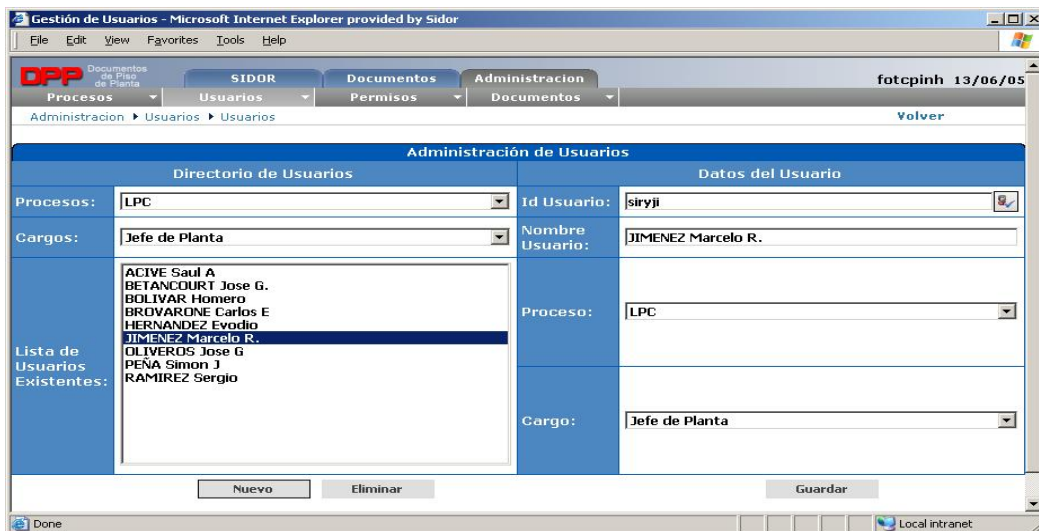 Gestión de Usuarios - Microsoft Internet Explorer provided by Sidor
File Edit View Favorites Tools Help
DPP Documentos de Piso de Planta
SIDOR Documentos Administracion
fotcpinh 13/06/05
Procesos Usuarios Permisos Documentos
Administracion Usuarios Usuarios Volver
Administración de Usuarios
Directorio de Usuarios Datos del Usuario
Procesos: LPC Id Usuario: siryji
Cargos: Jefe de Planta Nombre Usuario: JIMENEZ Marcelo R.
Lista de Usuarios Existentes:
ACIVE Saul A
BETANCOURT Jose G.
BOLIVAR Homero
BROVARONE Carlos E
HERNANDEZ Evodio
JIMENEZ Marcelo R.
OLIVEROS Jose G
PEÑA Simon J
RAMIREZ Sergio
Proceso: LPC
Cargo: Jefe de Planta
Nuevo Eliminar Guardar
Done Local intranet